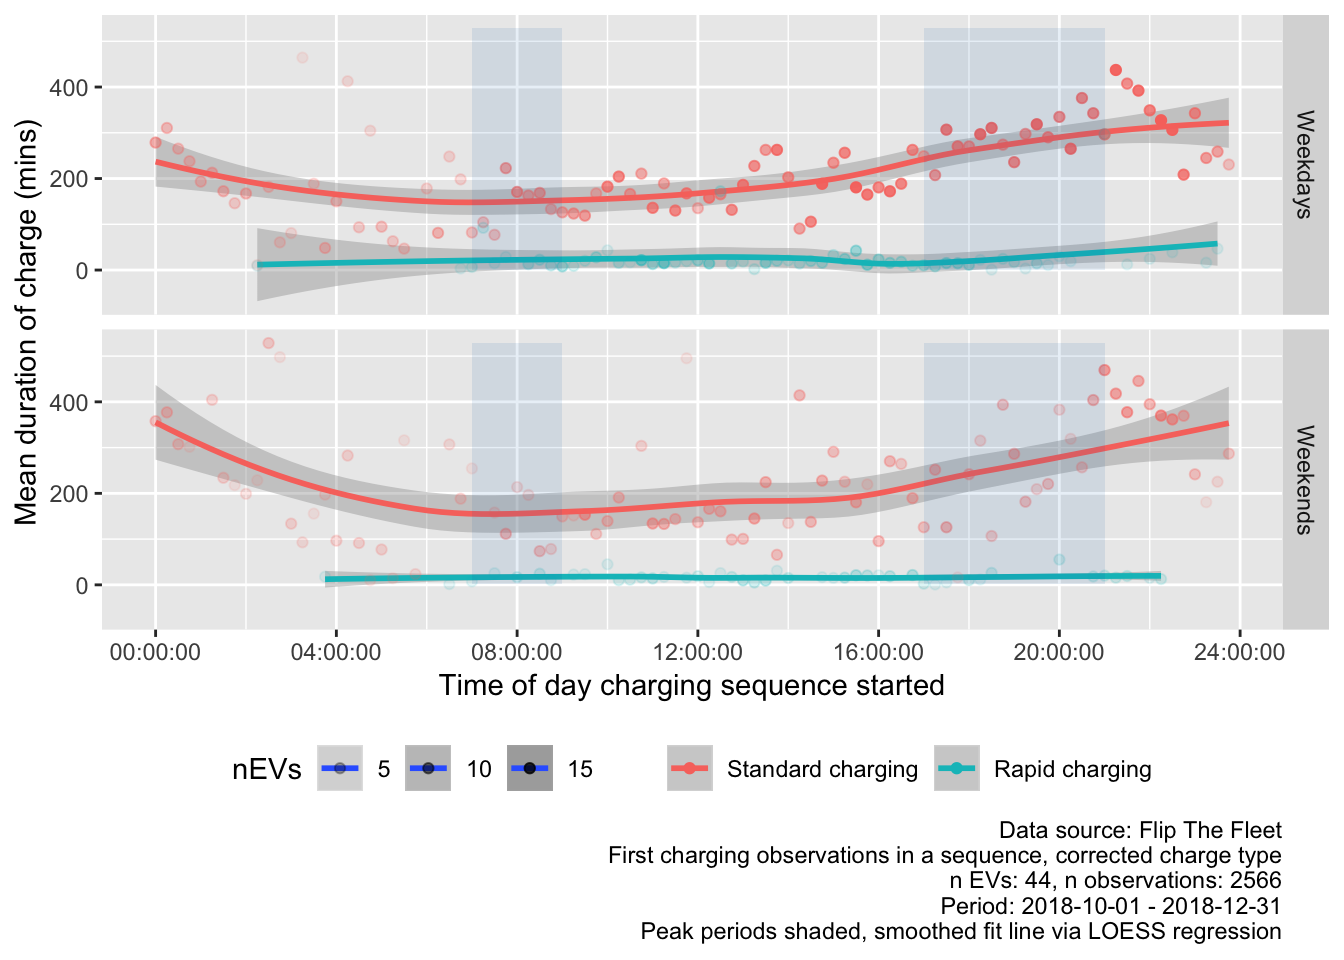 Mean duration of charge (mins)
400
200
0
Weekdays
400
200
0
Weekends
00:00:00 04:00:00 08:00:00 12:00:00 16:00:00 20:00:00 24:00:00
Time of day charging sequence started
nEVs 5 10 15 Standard charging Rapid charging
Data source: Flip The Fleet
First charging observations in a sequence, corrected charge type
n EVs: 44, n observations: 2566
Period: 2018-10-01 - 2018-12-31
Peak periods shaded, smoothed fit line via LOESS regression